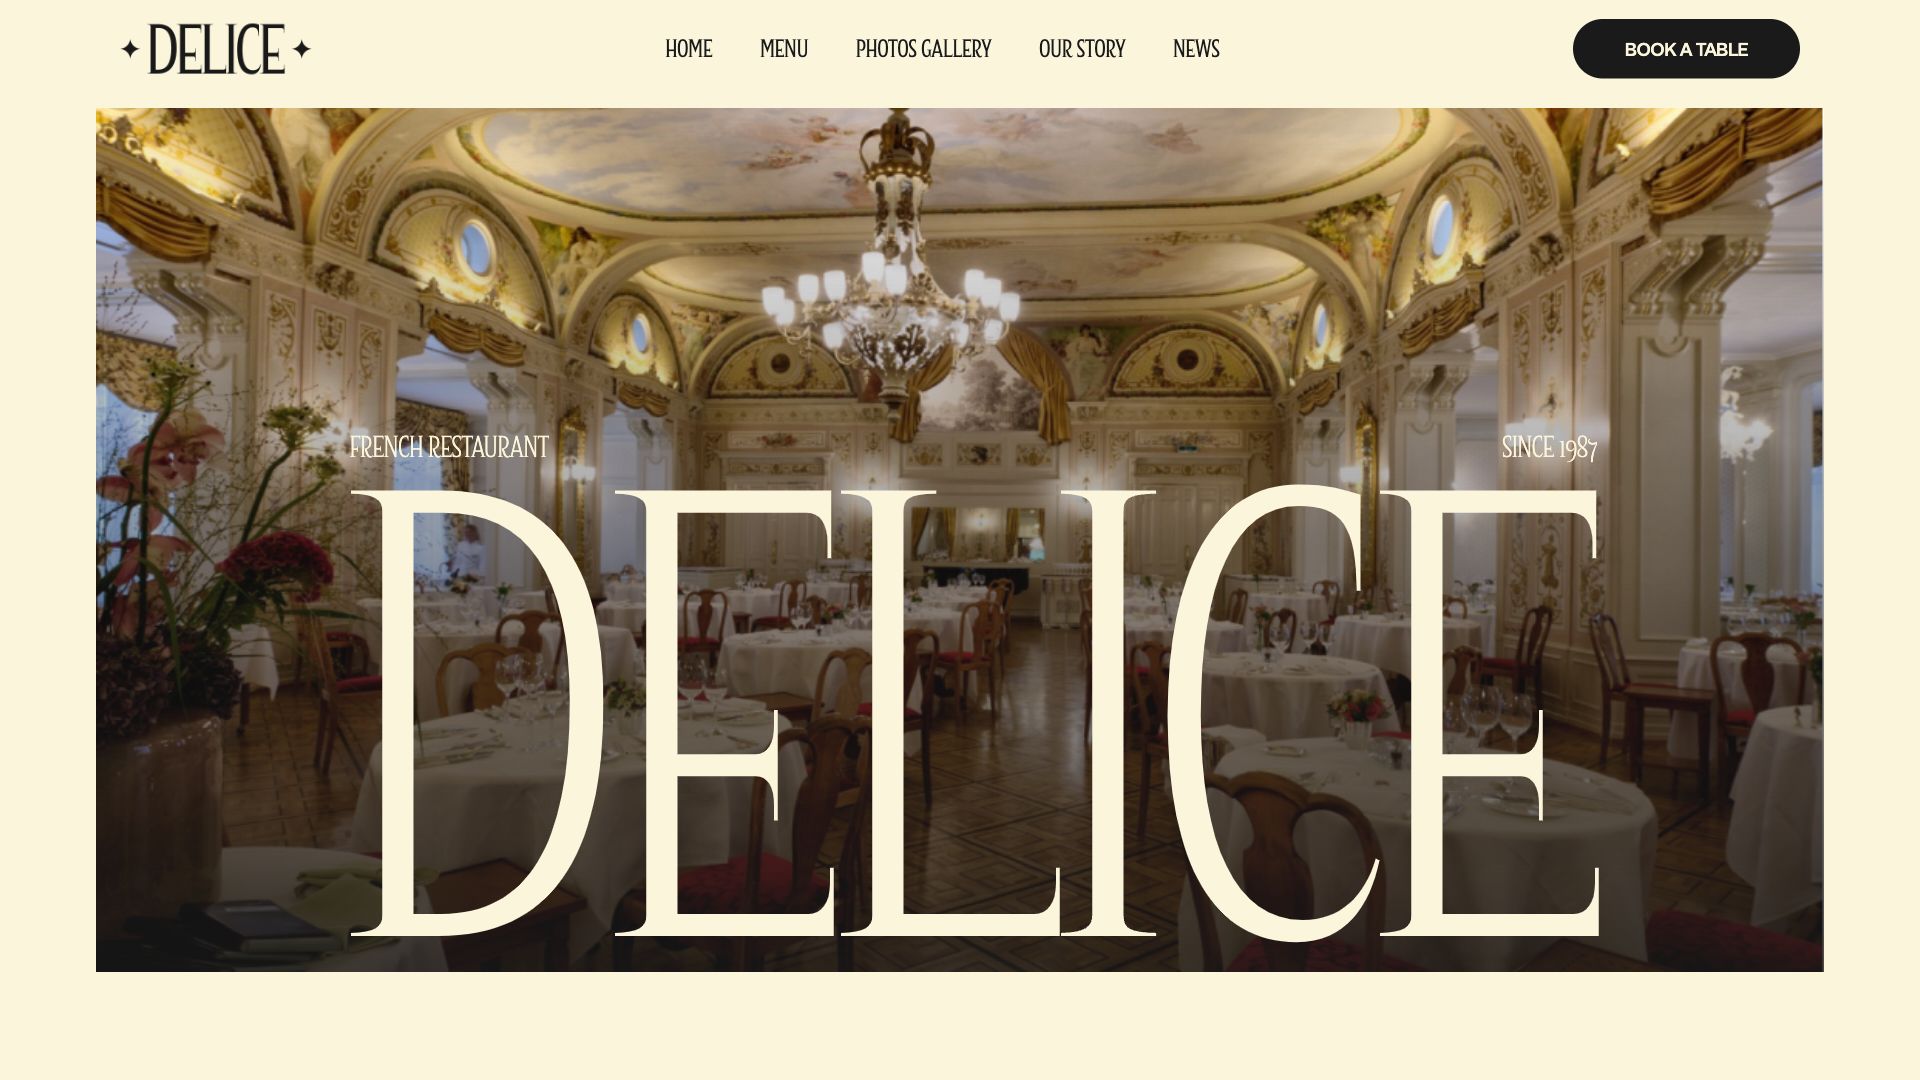 DELICE
HOME
MENU
PHOTOS GALLERY
OUR STORY
NEWS
BOOK A TABLE
FRENCH RESTAURANT
SINCE 1987
DELICE